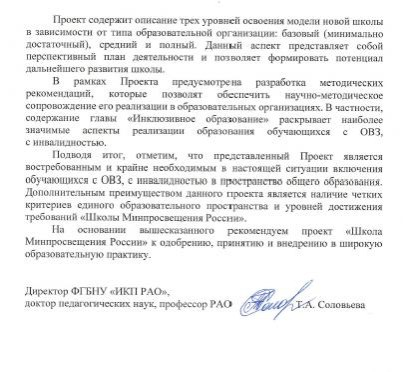 Проект содержит описание трех уровней освоения модели новой школы
в зависимости от типа образовательной организации: базовый (минимально
достаточный), средний и полный. Данный аспект представляет собой
перспективный план деятельности и позволяет формировать потенциал
дальнейшего развития школы.
В рамках Проекта предусмотрена разработка методических
рекомендаций, которые позволят обеспечить научно-методическое
сопровождение его реализации в образовательных организациях. В частности,
содержание главы «Инклюзивное образование» раскрывает наиболее
значимые аспекты реализации образования обучающихся с ОВЗ,
с инвалидностью.
Подводя итог, отметим, что представленный Проект является
востребованным и крайне необходимым в настоящей ситуации включения
обучающихся с ОВЗ, с инвалидностью в пространство общего образования.
Дополнительным преимуществом данного проекта является наличие четких
критериев единого образовательного пространства и уровней достижения
требований «Школы Минпросвещения России».
На основании вышесказанного рекомендуем проект «Школа
Минпросвещения России» к одобрению, принятию и внедрению в широкую
образовательную практику.
Директор ФГБНУ «ИКП РАО»,
доктор педагогических наук, профессор РАО Т.А. Соловьева